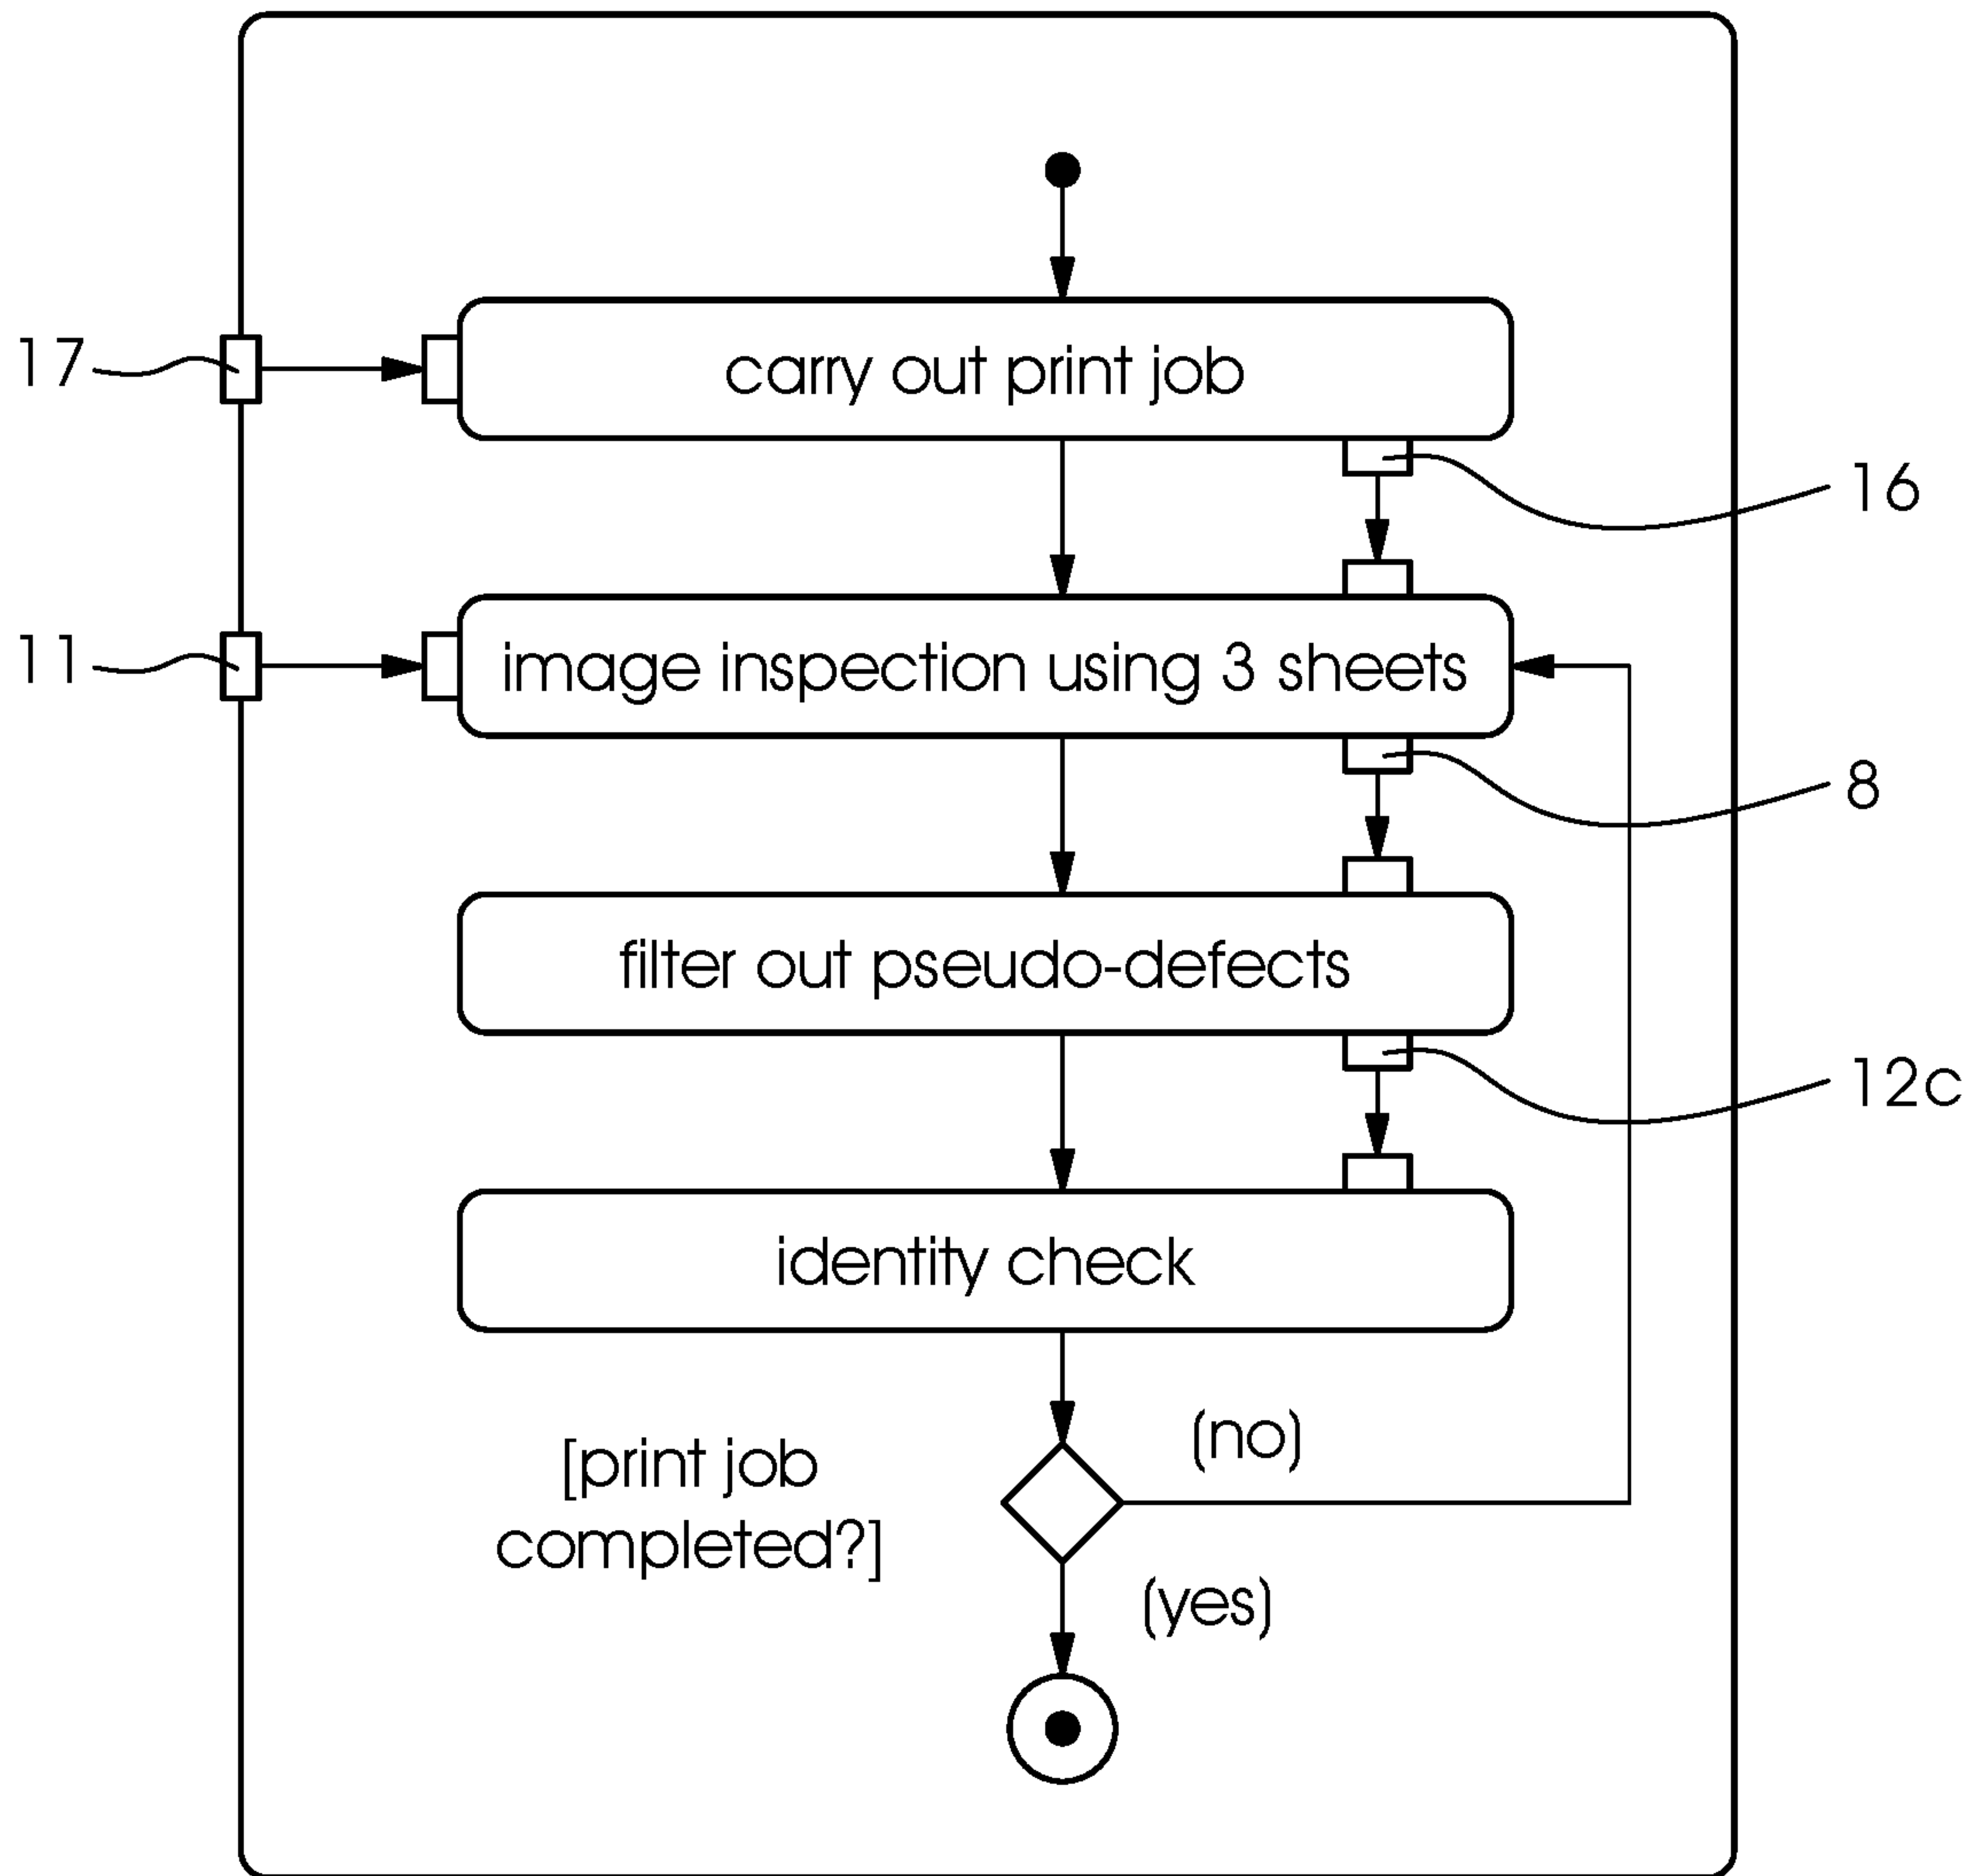 17
carry out print job
16
11
image inspection using 3 sheets
8
filter out pseudo-defects
12c
identity check
(no)
[print job
completed?]
(yes)